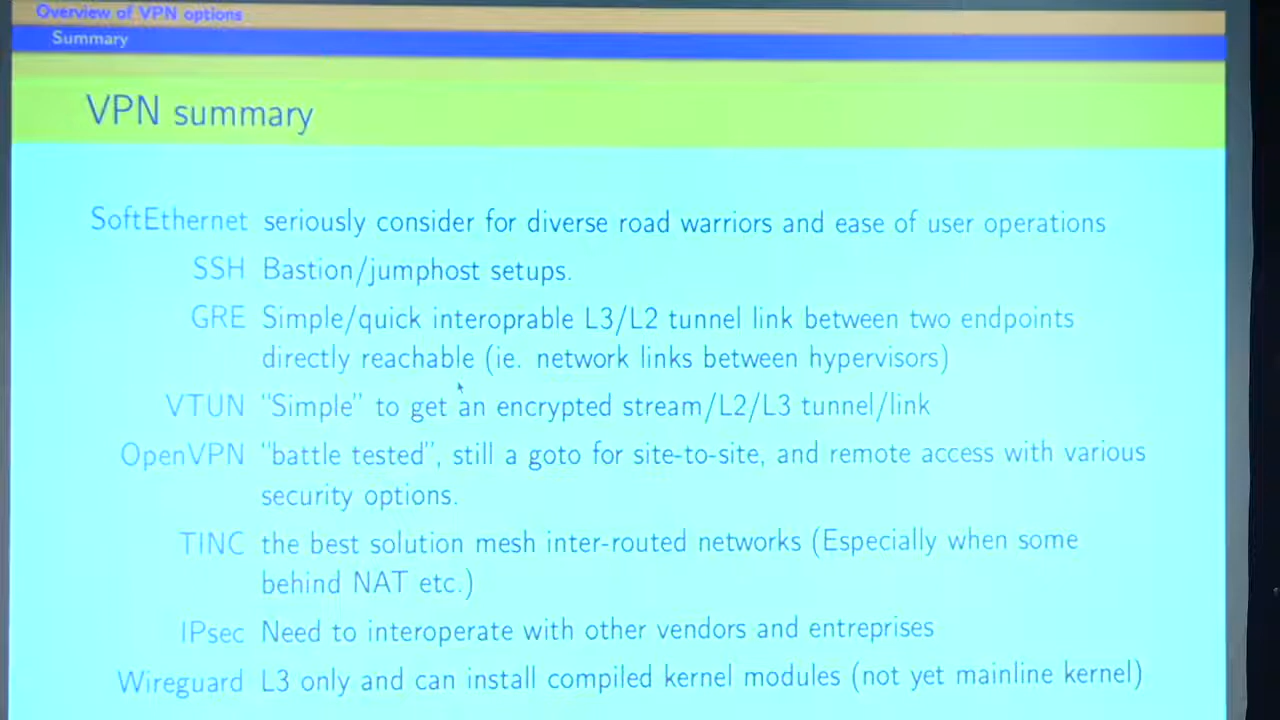 Overview of VPN options
Summary
VPN summary
SoftEthernet seriously consider for diverse road warriors and ease of user operations
SSH Bastion/jumphost setups.
GRE Simple/quick interoprable L3/L2 tunnel link between two endpoints
directly reachable (ie. network links between hypervisors)
VTUN "Simple" to get an encrypted stream/L2/L3 tunnel/link
OpenVPN "battle tested", still a goto for site-to-site, and remote access with various
security options.
TINC the best solution mesh inter-routed networks (Especially when some
behind NAT etc.)
IPsec Need to interoperate with other vendors and entreprises
Wireguard L3 only and can install compiled kernel modules (not yet mainline kernel)